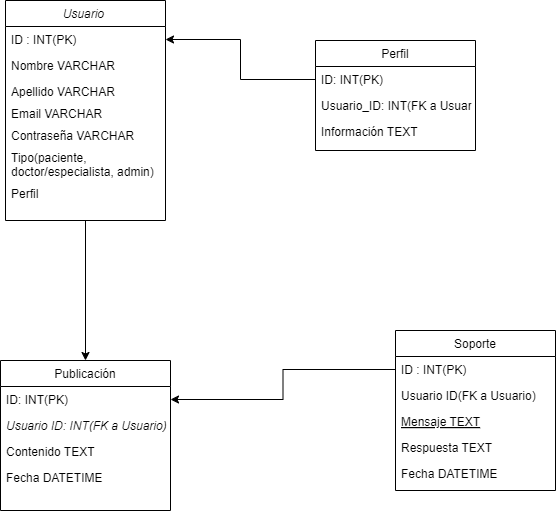 Usuario
ID : INT(PK)
Nombre VARCHAR
Apellido VARCHAR
Email VARCHAR
Contraseña VARCHAR
Tipo(paciente,
doctor/especialista, admin)
Perfil
Perfil
ID: INT(PK)
Usuario_ID: INT(FK a Usuar
Información TEXT
Publicación
ID: INT(PK)
Usuario ID: INT(FK a Usuario)
Contenido TEXT
Fecha DATETIME
Soporte
ID : INT(PK)
Usuario ID(FK a Usuario)
Mensaje TEXT
Respuesta TEXT
Fecha DATETIME